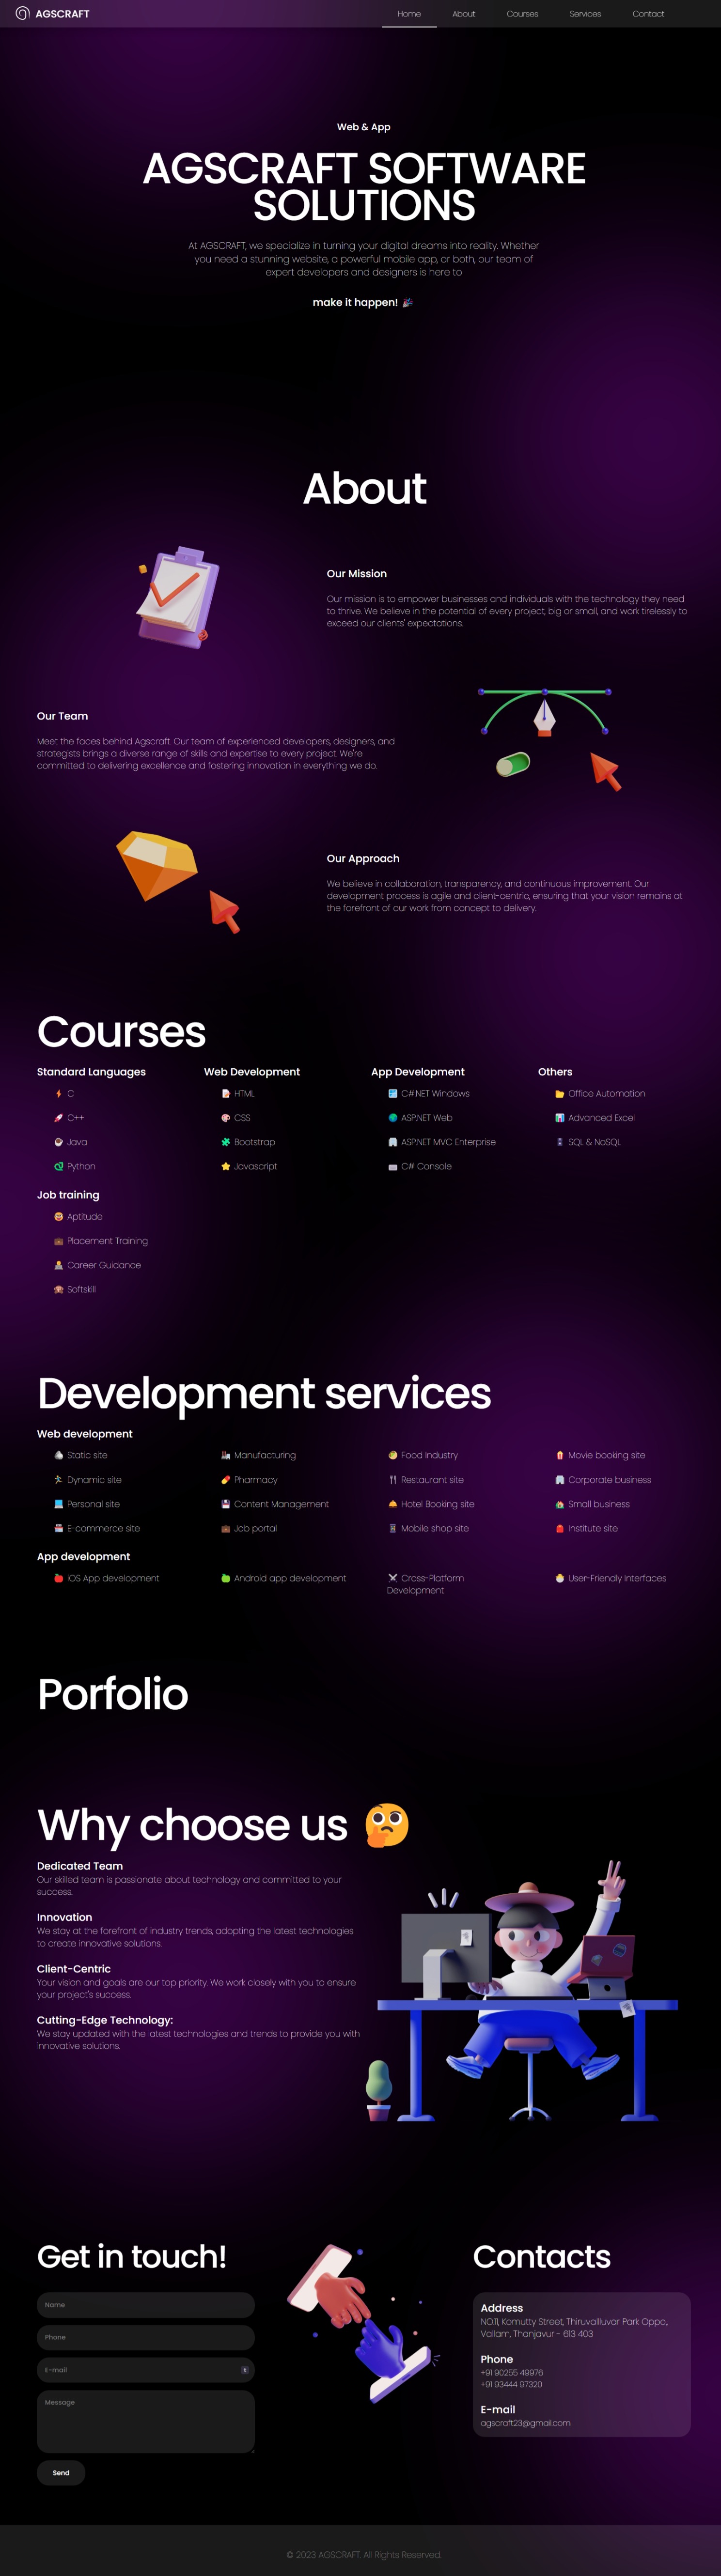 AGSCRAFT
Home
About
Courses
Services
Contact
Web & App
AGSCRAFT SOFTWARE
SOLUTIONS
At AGSCRAFT, we specialize in turning your digital dreams into reality. Whether
you need a stunning website, a powerful mobile app, or both, our team of
expert developers and designers is here to
make it happen! 🎉
About
Our Mission
Our mission is to empower businesses and individuals with the technology they need
to thrive. We believe in the potential of every project, big or small, and work tirelessly to
exceed our clients' expectations.
Our Team
Meet the faces behind Agscraft. Our team of experienced developers, designers, and
strategists brings a diverse range of skills and expertise to every project. We're
committed to delivering excellence and fostering innovation in everything we do.
Our Approach
We believe in collaboration, transparency, and continuous improvement. Our
development process is agile and client-centric, ensuring that your vision remains at
the forefront of our work from concept to delivery.
Courses
Standard Languages
C
C++
Java
Python
Web Development
HTML
CSS
Bootstrap
Javascript
App Development
C#.NET Windows
ASP.NET Web
ASP.NET MVC Enterprise
C# Console
Others
Office Automation
Advanced Excel
SQL & NoSQL
Job training
Aptitude
Placement Training
Career Guidance
Softskill
Development services
Web development
Static site
Manufacturing
Food Industry
Movie booking site
Dynamic site
Pharmacy
Restaurant site
Corporate business
Personal site
Content Management
Hotel Booking site
Small business
E-commerce site
Job portal
Mobile shop site
Institute site
App development
iOS App development
Android app development
Cross-Platform
Development
User-Friendly Interfaces
Porfolio
Why choose us 🤔
Dedicated Team
Our skilled team is passionate about technology and committed to your
success.
Innovation
We stay at the forefront of industry trends, adopting the latest technologies
to create innovative solutions.
Client-Centric
Your vision and goals are our top priority. We work closely with you to ensure
your project's success.
Cutting-Edge Technology:
We stay updated with the latest technologies and trends to provide you with
innovative solutions.
Get in touch!
Name
Phone
E-mail
Message
Send
Contacts
Address
NO.11, Komutty Street, Thiruvallluvar Park Oppo.,
Vallam, Thanjavur - 613 403
Phone
+91 90255 49976
+91 93444 97320
E-mail
agscraft23@gmail.com
© 2023 AGSCRAFT. All Rights Reserved.